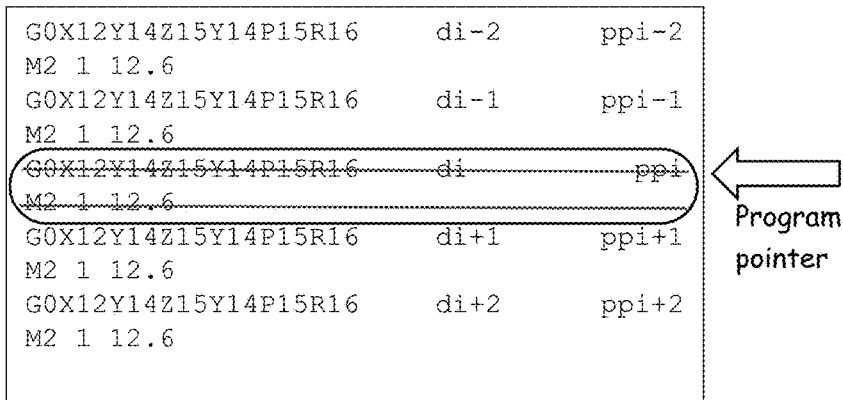 G0X12Y14Z15Y14P15R16 di-2 ppi-2
M2 1 12.6
G0X12Y14Z15Y14P15R16 di-1 ppi-1
M2 1 12.6
G0X12Y14Z15Y14P15R16 di ppi
M2 1 12.6
G0X12Y14Z15Y14P15R16 di+1 ppi+1
M2 1 12.6
G0X12Y14Z15Y14P15R16 di+2 ppi+2
M2 1 12.6
Program
pointer